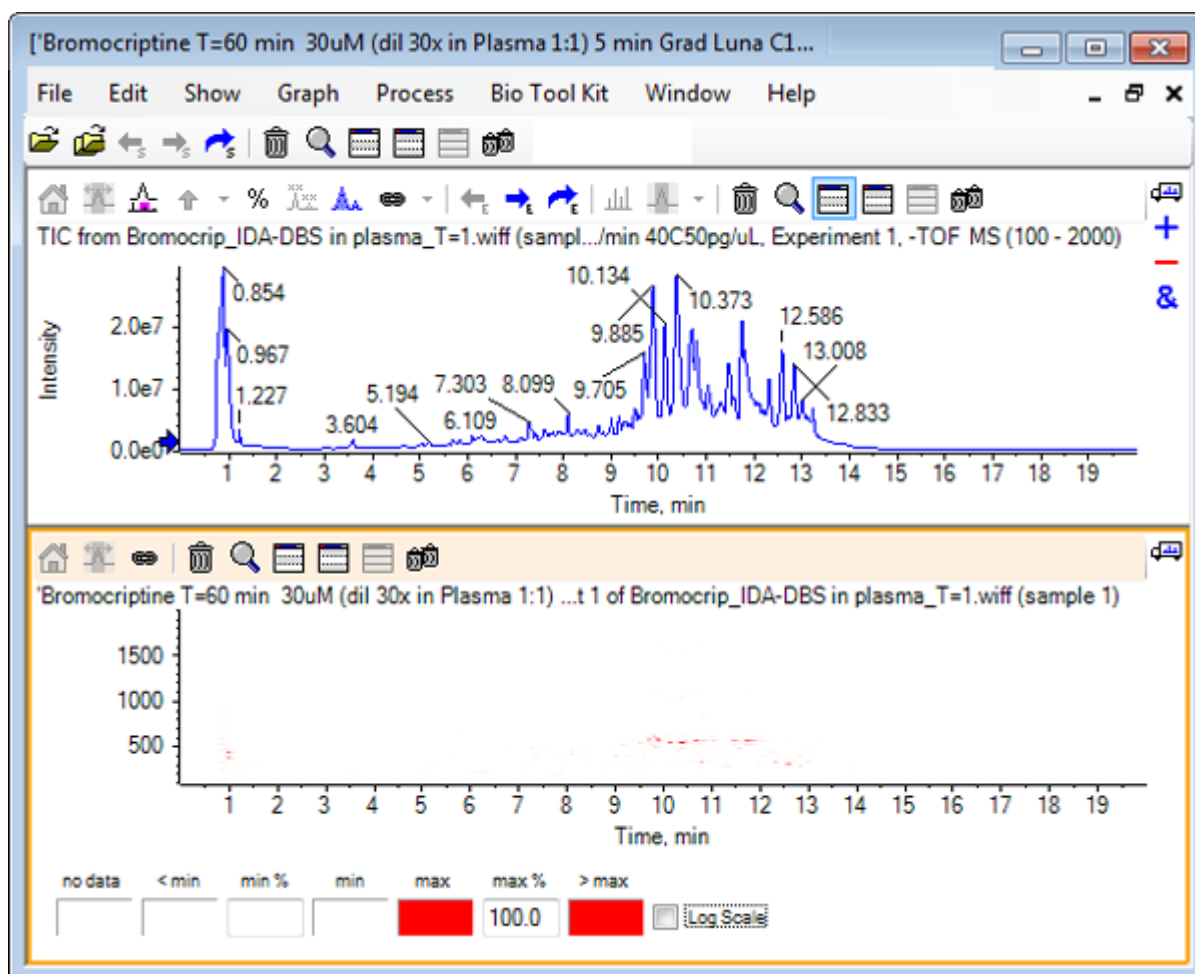 ['Bromocriptine T=60 min 30uM (dil 30x in Plasma 1:1) 5 min Grad Luna C1...
File Edit Show Graph Process Bio Tool Kit Window Help
TIC from Bromocrip_IDA-DBS in plasma_T=1.wiff (sampl.../min 40C50pg/uL, Experiment 1, -TOF MS (100 - 2000)
Intensity
2.0e7
1.0e7
0.0e0
0.854
0.967
1.227
3.604
5.194
6.109
7.303
8.099
9.705
9.885
10.134
10.373
12.586
13.008
12.833
1 2 3 4 5 6 7 8 9 10 11 12 13 14 15 16 17 18 19
Time, min
'Bromocriptine T=60 min 30uM (dil 30x in Plasma 1:1) ...t 1 of Bromocrip_IDA-DBS in plasma_T=1.wiff (sample 1)
1500
1000
500
1 2 3 4 5 6 7 8 9 10 11 12 13 14 15 16 17 18 19
Time, min
no data < min min % min max max % > max
100.0 Log Scale